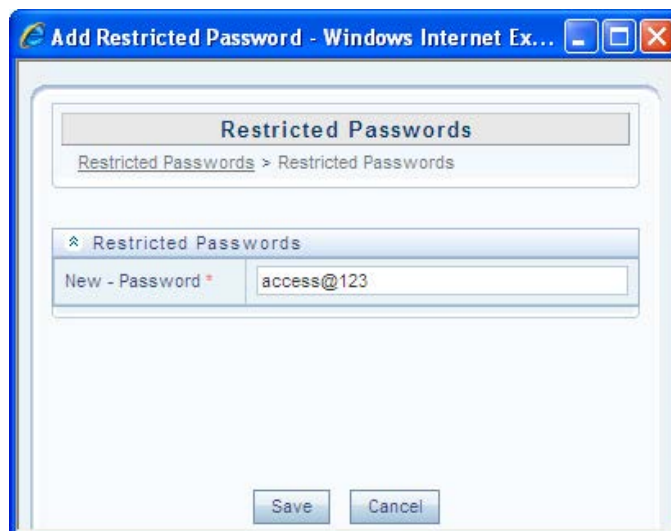 Add Restricted Password - Windows Internet Ex...
Restricted Passwords
Restricted Passwords > Restricted Passwords
Restricted Passwords
New - Password * access@123
Save Cancel